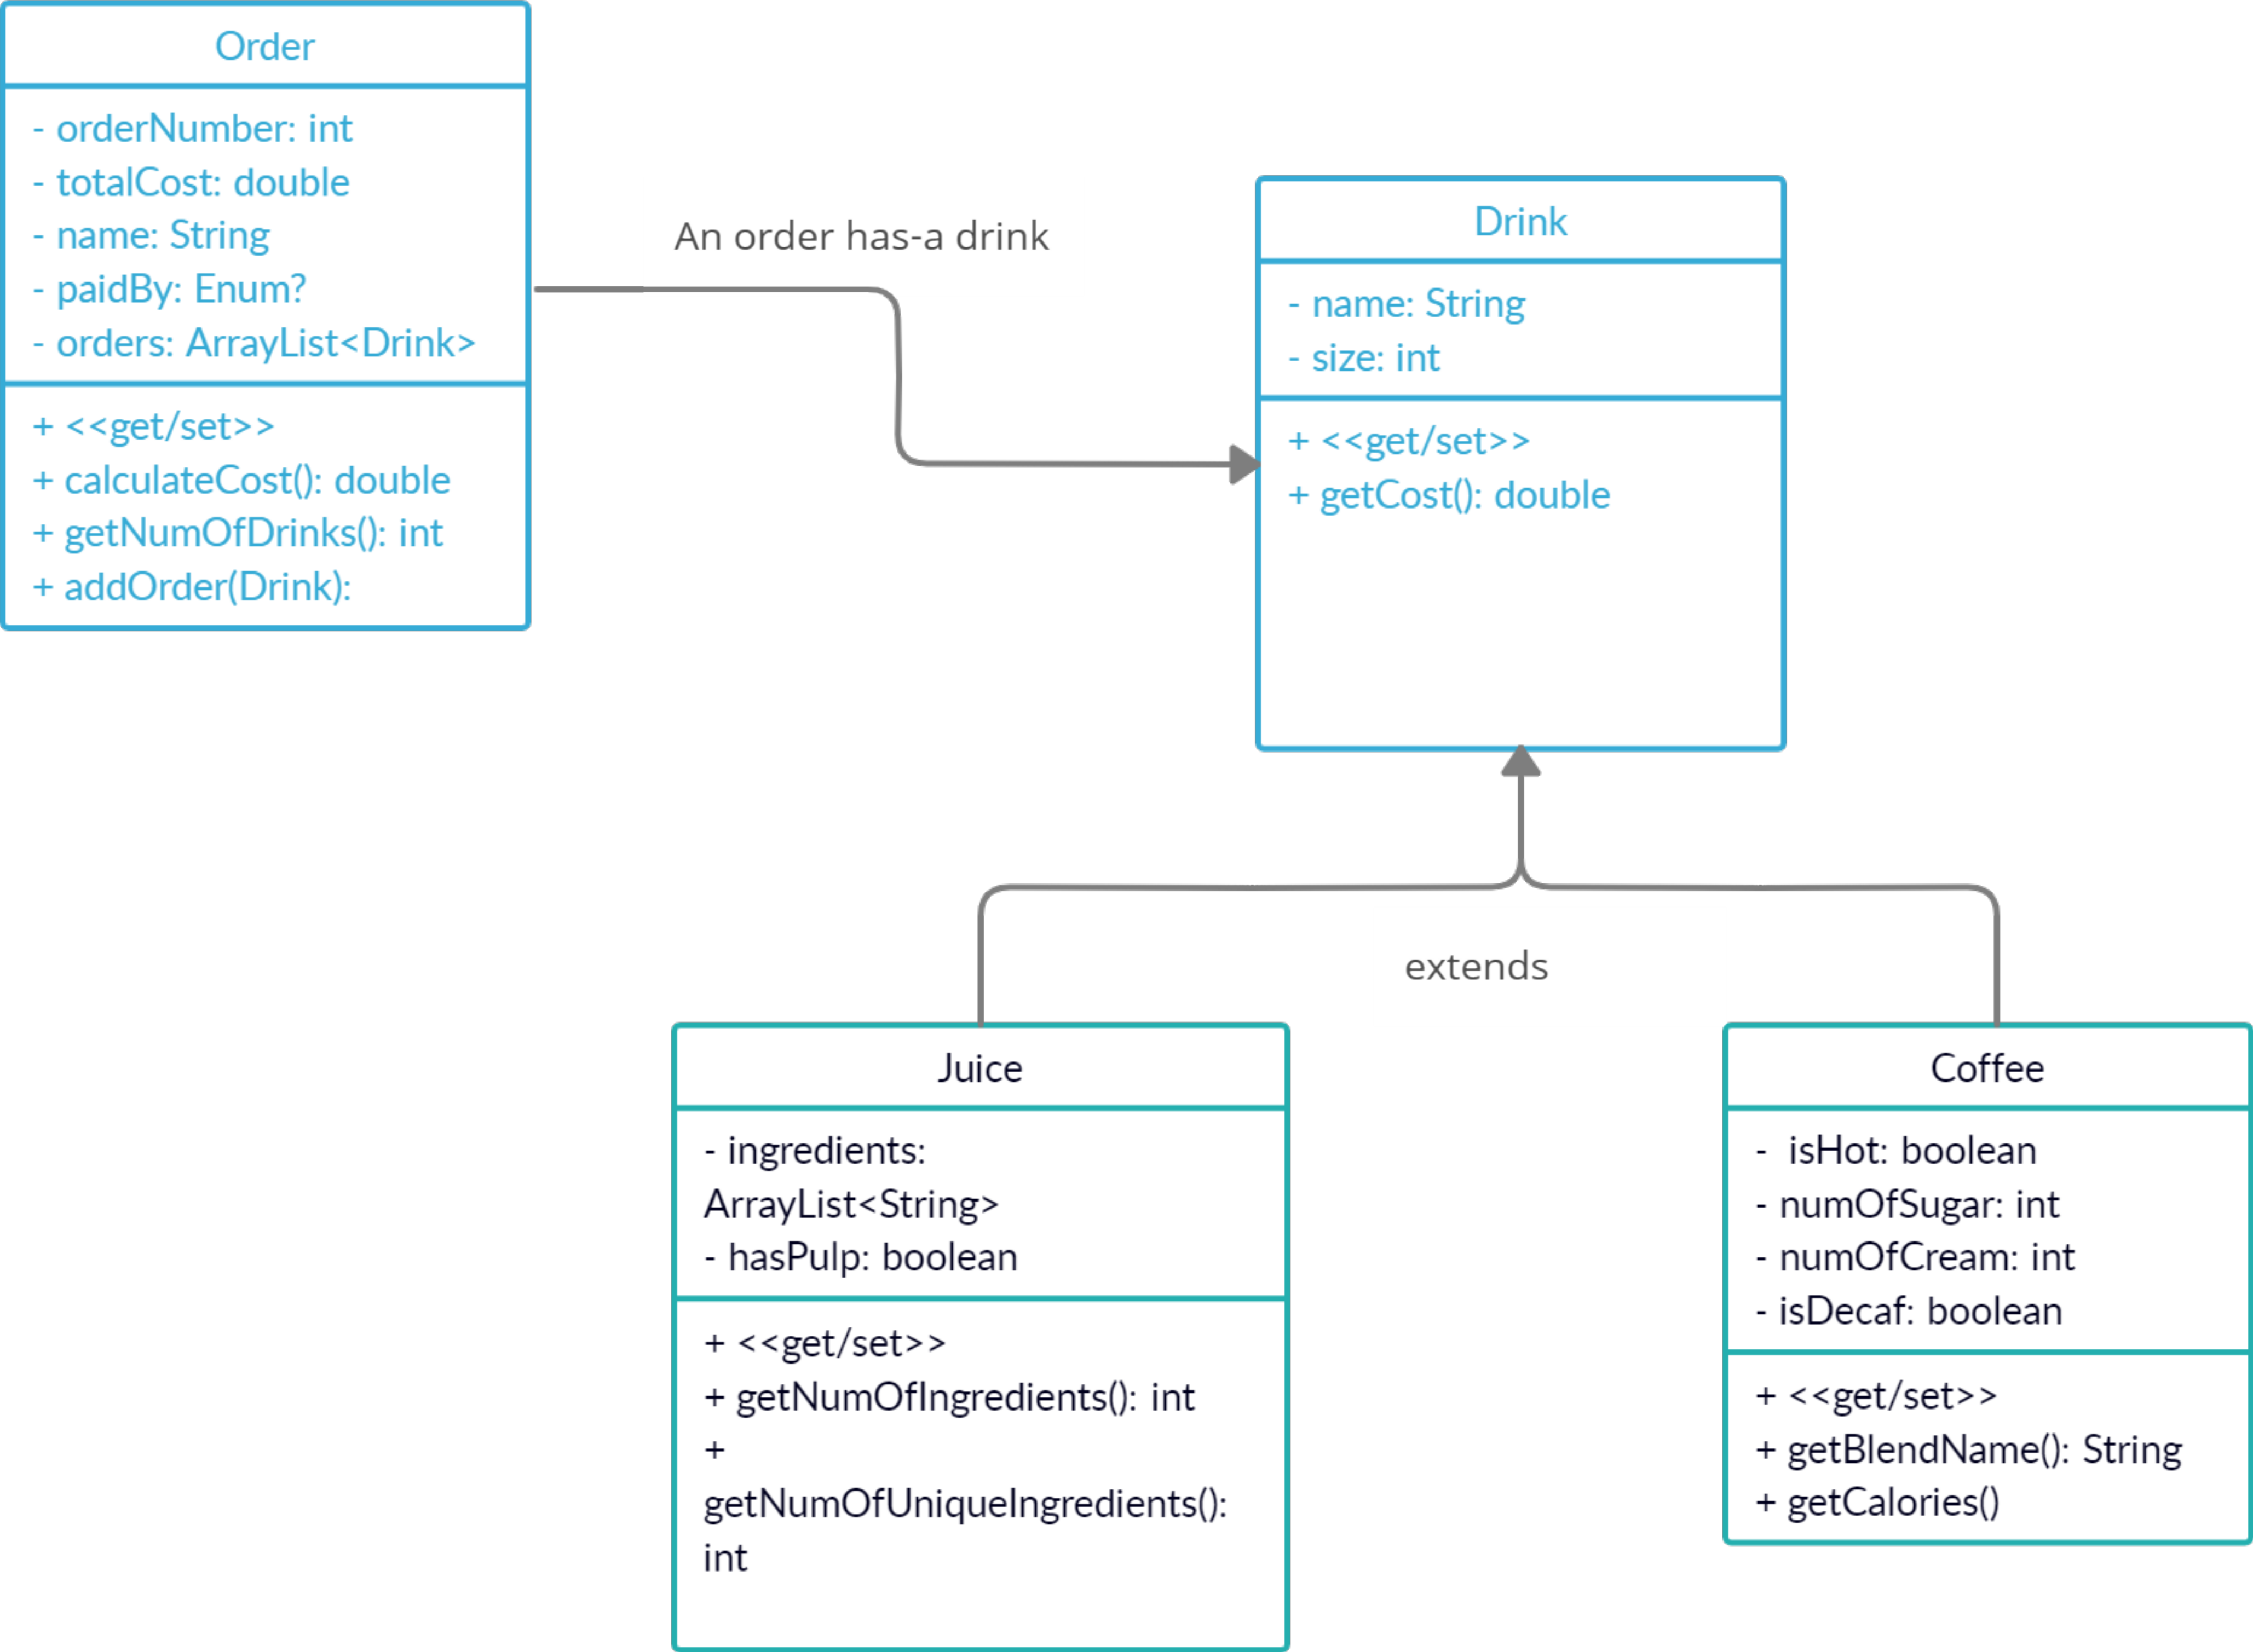 Order
- orderNumber: int
- totalCost: double
- name: String
- paidBy: Enum?
- orders: ArrayList<Drink>
+ <<get/set>>
+ calculateCost(): double
+ getNumOfDrinks(): int
+ addOrder(Drink):
An order has-a drink
Drink
- name: String
- size: int
+ <<get/set>>
+ getCost(): double
extends
Juice
- ingredients:
ArrayList<String>
- hasPulp: boolean
+ <<get/set>>
+ getNumOfIngredients(): int
+
getNumOfUniqueIngredients():
int
Coffee
- isHot: boolean
- numOfSugar: int
- numOfCream: int
- isDecaf: boolean
+ <<get/set>>
+ getBlendName(): String
+ getCalories()